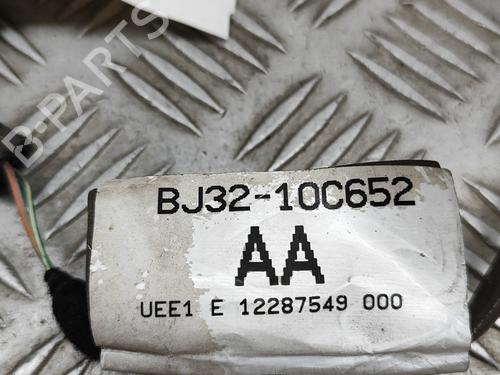 B-PARTS
BJ32-10C652
AA
UEE1 E 12287549 000